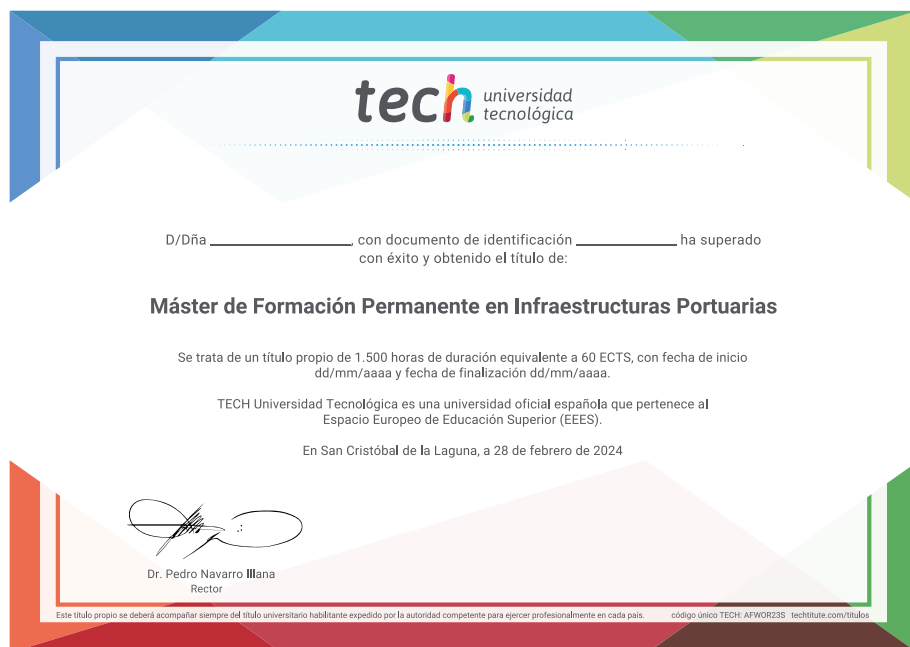 tech universidad
tecnológica
D/Dña ______________, con documento de identificación __________ ha superado
con éxito y obtenido el título de:
Máster de Formación Permanente en Infraestructuras Portuarias
Se trata de un título propio de 1.500 horas de duración equivalente a 60 ECTS, con fecha de inicio
dd/mm/aaaa y fecha de finalización dd/mm/aaaa.
TECH Universidad Tecnológica es una universidad oficial española que pertenece al
Espacio Europeo de Educación Superior (EEES).
En San Cristóbal de la Laguna, a 28 de febrero de 2024
Dr. Pedro Navarro Illana
Rector
Este título propio se deberá acompañar siempre del título universitario habilitante expedido por la autoridad competente para ejercer profesionalmente en cada país. código único TECH: AFWOR23S techtitute.com/titulos